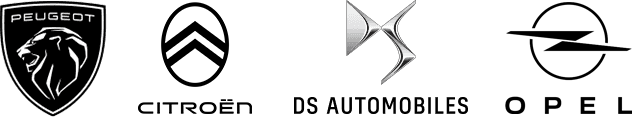 PEUGEOT
CITROËN
DS AUTOMOBILES
OPEL